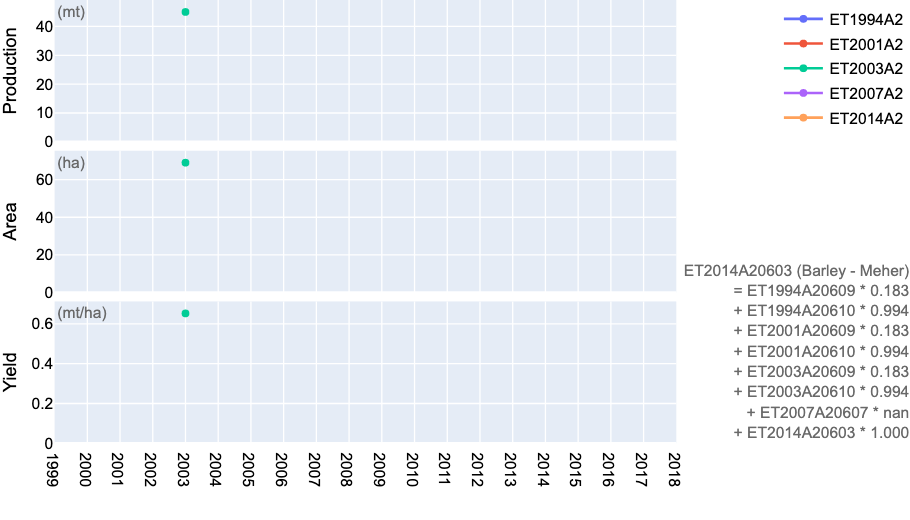 (mt)
Production
40
30
20
10
0
(ha)
Area
60
40
20
0
(mt/ha)
Yield
0.6
0.4
0.2
0
1999
2000
2001
2002
2003
2004
2005
2006
2007
2008
2009
2010
2011
2012
2013
2014
2015
2016
2017
2018
ET1994A2
ET2001A2
ET2003A2
ET2007A2
ET2014A2
ET2014A20603 (Barley - Meher)
= ET1994A20609 * 0.183
+ ET1994A20610 * 0.994
+ ET2001A20609 * 0.183
+ ET2001A20610 * 0.994
+ ET2003A20609 * 0.183
+ ET2003A20610 * 0.994
+ ET2007A20607 * nan
+ ET2014A20603 * 1.000